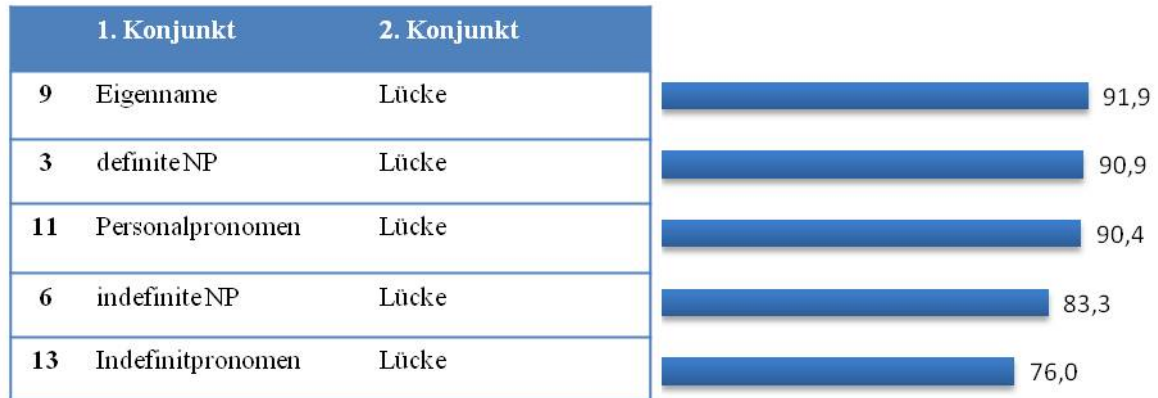 1. Konjunkt 2. Konjunkt
9 Eigenname Lücke 91,9
3 definite NP Lücke 90,9
11 Personalpronomen Lücke 90,4
6 indefinite NP Lücke 83,3
13 Indefinitpronomen Lücke 76,0